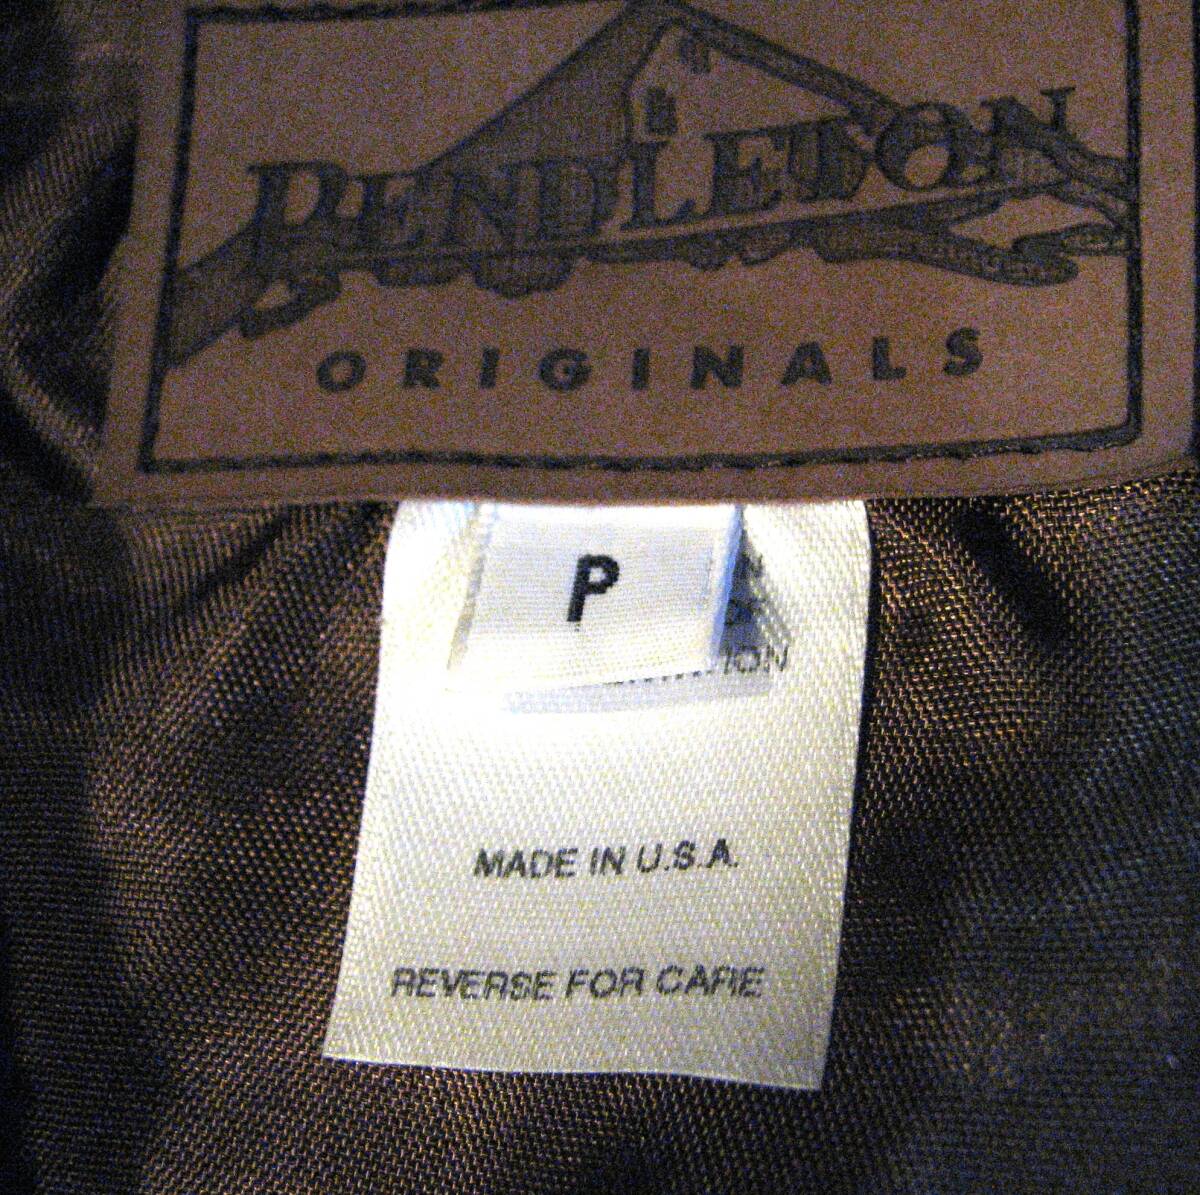 PENDLETON
ORIGINALS
P
MADE IN U.S.A.
REVERSE FOR CARE